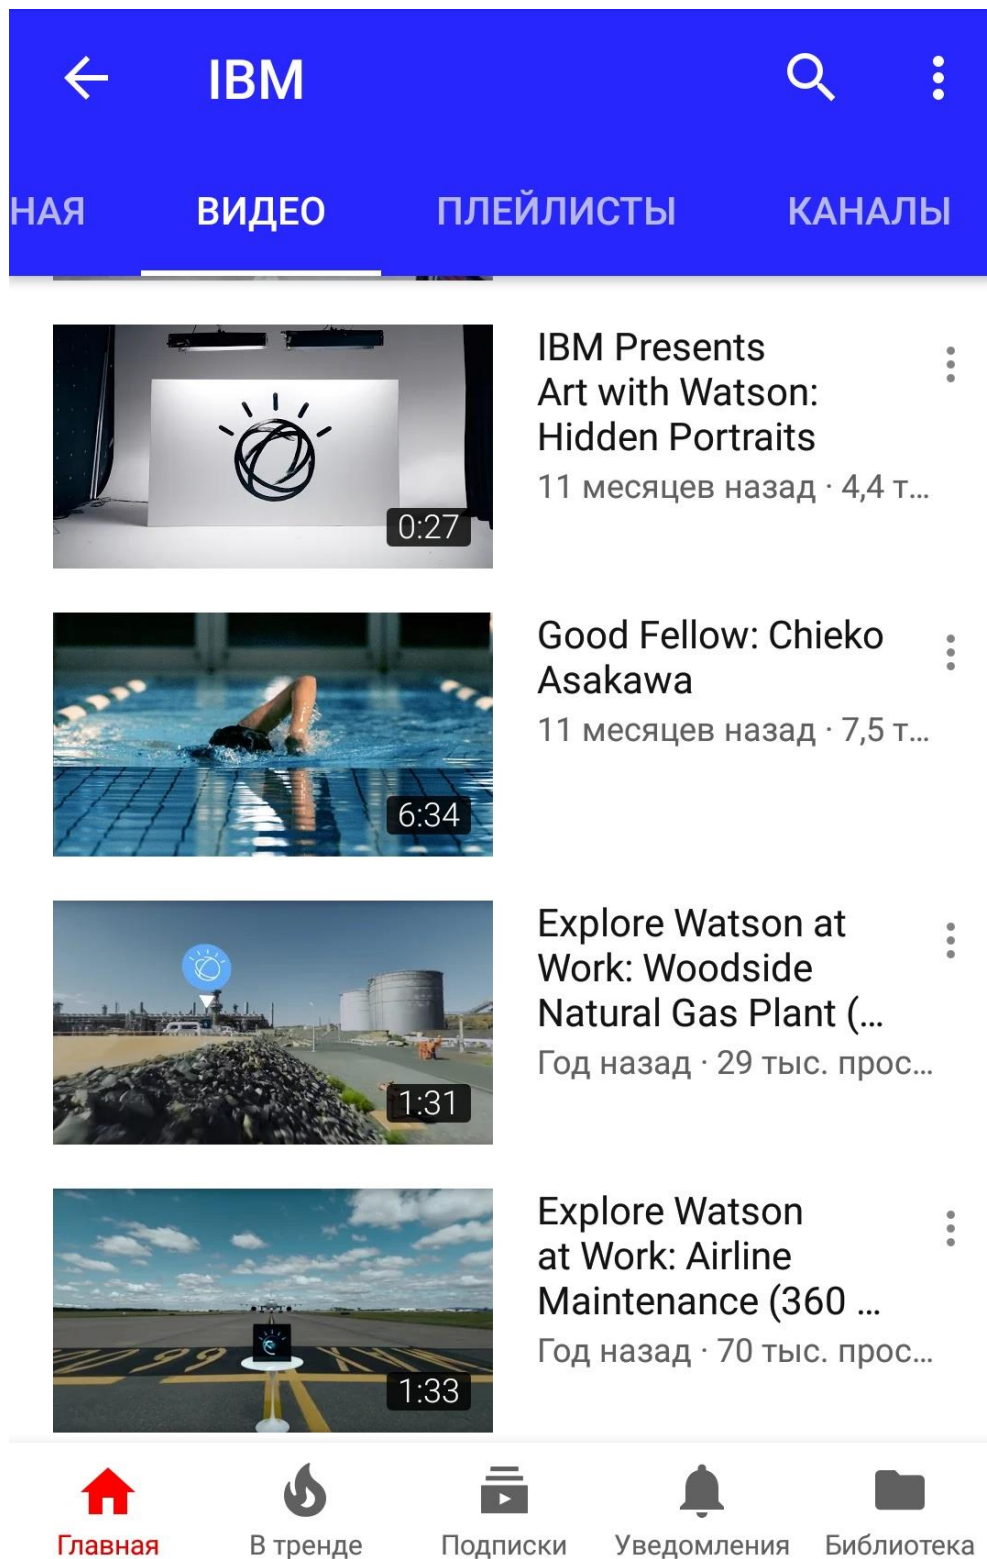 IBM
НАЯ ВИДЕО ПЛЕЙЛИСТЫ КАНАЛЫ
IBM Presents
Art with Watson:
Hidden Portraits
11 месяцев назад · 4,4 т...
0:27
Good Fellow: Chieko
Asakawa
11 месяцев назад · 7,5 т...
6:34
Explore Watson at
Work: Woodside
Natural Gas Plant (...
Год назад · 29 тыс. прос...
1:31
Explore Watson
at Work: Airline
Maintenance (360 ...
Год назад · 70 тыс. прос...
1:33
Главная В тренде Подписки Уведомления Библиотека